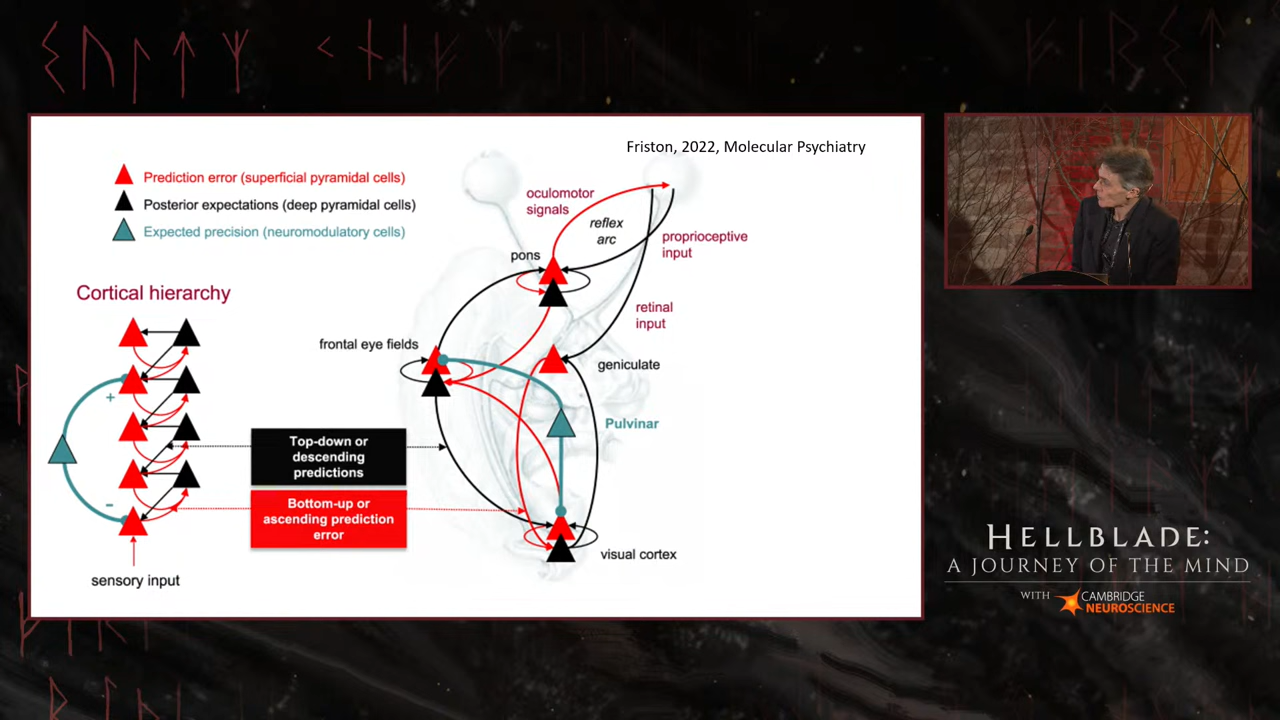 Friston, 2022, Molecular Psychiatry
Prediction error (superficial pyramidal cells)
Posterior expectations (deep pyramidal cells)
Expected precision (neuromodulatory cells)
Cortical hierarchy
+
-
sensory input
Top-down or
descending
predictions
Bottom-up or
ascending prediction
error
oculomotor
signals
reflex
arc
proprioceptive
input
pons
retinal
input
frontal eye fields
geniculate
Pulvinar
visual cortex
HELLBLADE:
A JOURNEY OF THE MIND
WITH CAMBRIDGE
NEUROSCIENCE